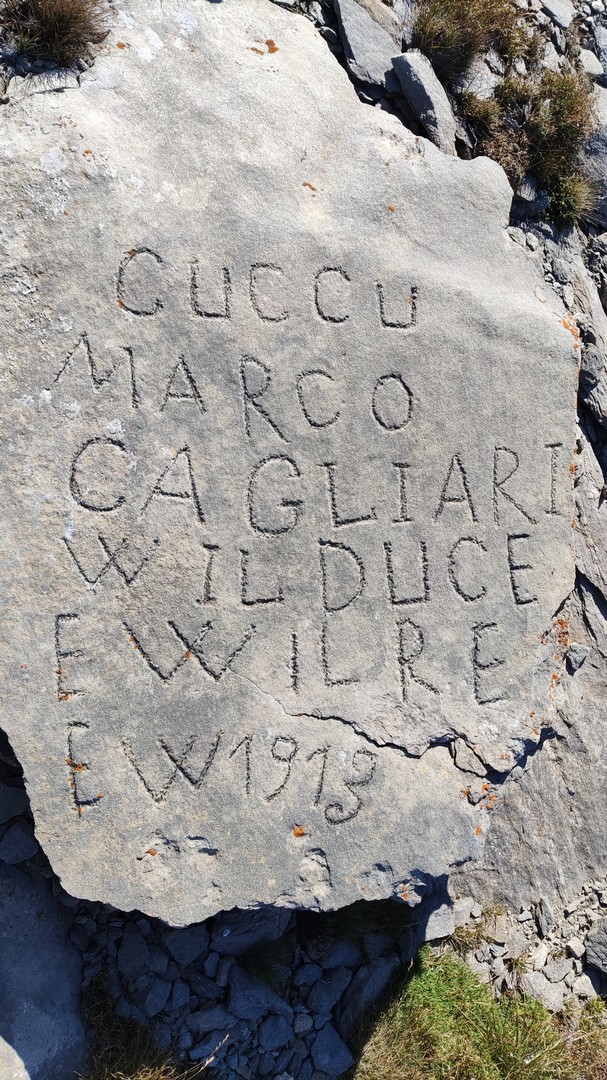 CUCCU
MARCO
CAGLIARI
W IL DUCE
E W IL RE
E W 1913